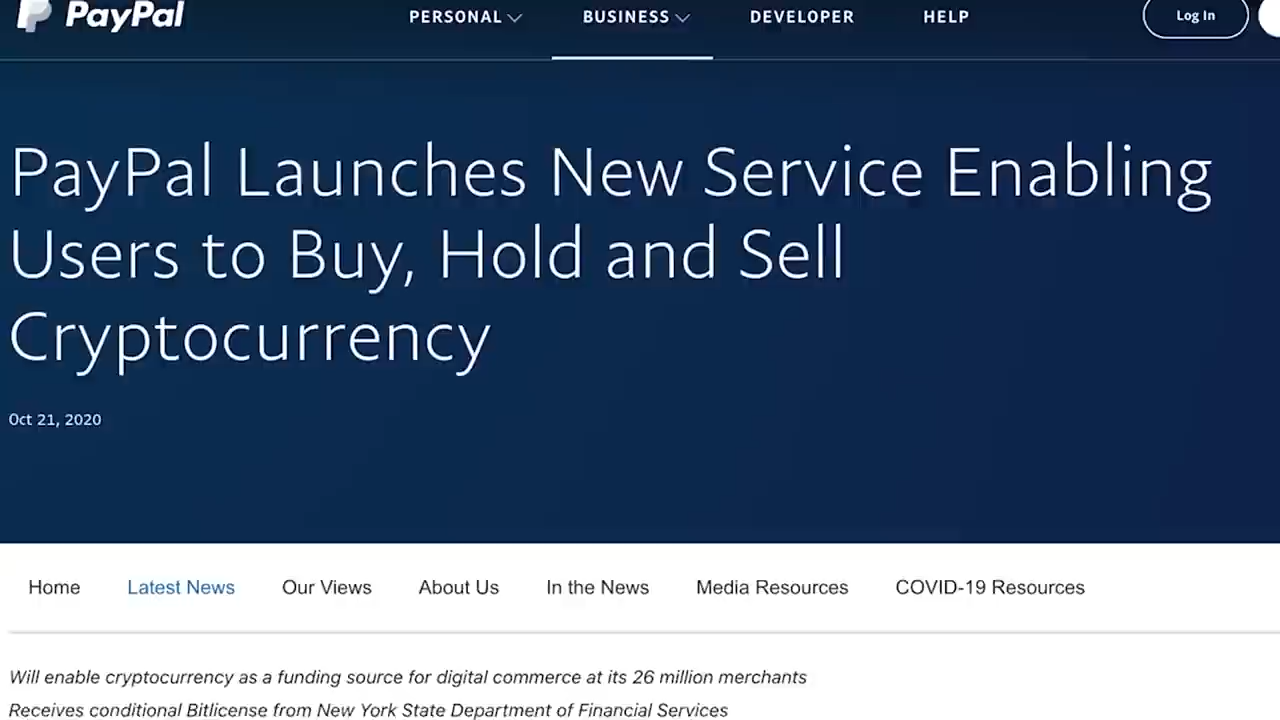 PayPal PERSONAL BUSINESS DEVELOPER HELP Log In
PayPal Launches New Service Enabling
Users to Buy, Hold and Sell
Cryptocurrency
Oct 21, 2020
Home Latest News Our Views About Us In the News Media Resources COVID-19 Resources
Will enable cryptocurrency as a funding source for digital commerce at its 26 million merchants
Receives conditional Bitlicense from New York State Department of Financial Services